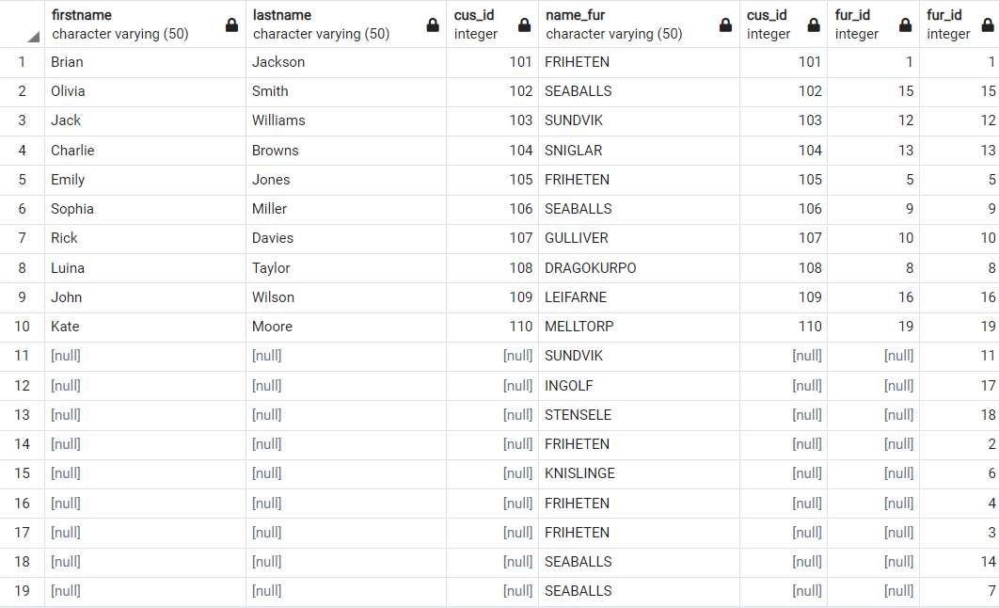 firstname lastname cus_id name_fur cus_id fur_id fur_id
character varying (50) character varying (50) integer character varying (50) integer integer integer
1 Brian Jackson 101 FRIHETEN 101 1 1
2 Olivia Smith 102 SEABALLS 102 15 15
3 Jack Williams 103 SUNDVIK 103 12 12
4 Charlie Browns 104 SNIGLAR 104 13 13
5 Emily Jones 105 FRIHETEN 105 5 5
6 Sophia Miller 106 SEABALLS 106 9 9
7 Rick Davies 107 GULLIVER 107 10 10
8 Luina Taylor 108 DRAGOKURPO 108 8 8
9 John Wilson 109 LEIFARNE 109 16 16
10 Kate Moore 110 MELLTORP 110 19 19
11 [null] [null] [null] SUNDVIK [null] [null] 11
12 [null] [null] [null] INGOLF [null] [null] 17
13 [null] [null] [null] STENSELE [null] [null] 18
14 [null] [null] [null] FRIHETEN [null] [null] 2
15 [null] [null] [null] KNISLINGE [null] [null] 6
16 [null] [null] [null] FRIHETEN [null] [null] 4
17 [null] [null] [null] FRIHETEN [null] [null] 3
18 [null] [null] [null] SEABALLS [null] [null] 14
19 [null] [null] [null] SEABALLS [null] [null] 7